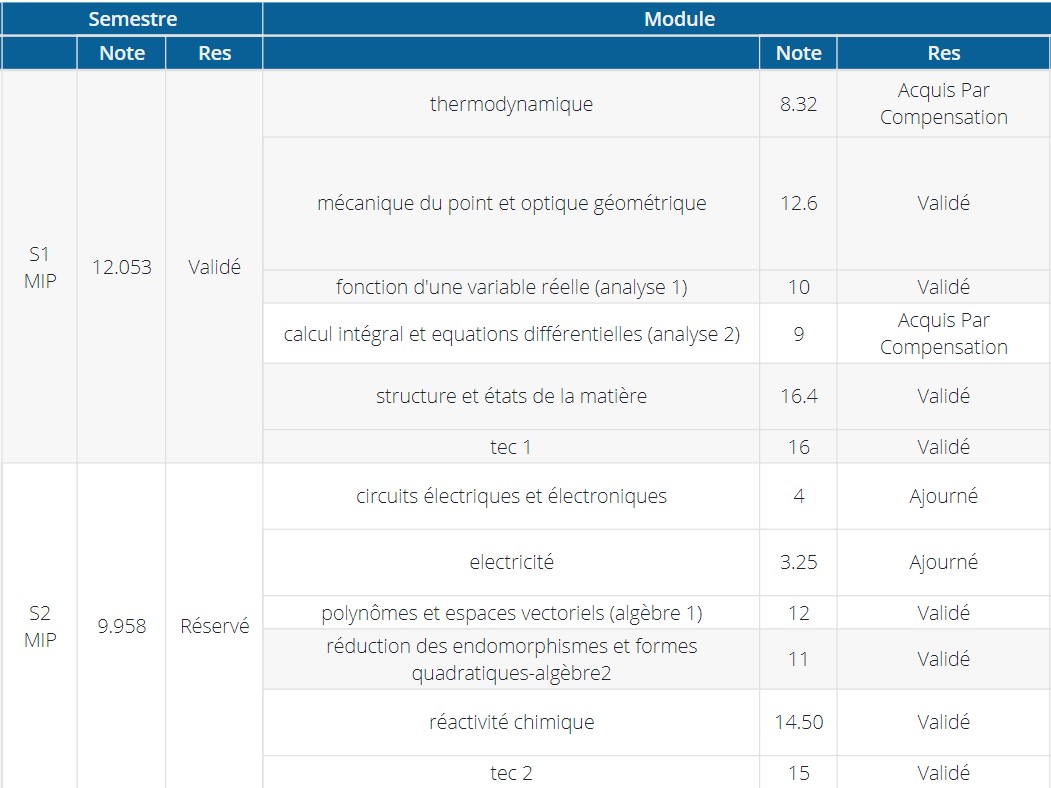 Semestre Module
Note Res Note Res
thermodynamique 8.32 Acquis Par
Compensation
mécanique du point et optique géométrique 12.6 Validé
S1
MIP 12.053 Validé
fonction d'une variable réelle (analyse 1) 10 Validé
calcul intégral et equations différentielles (analyse 2) 9 Acquis Par
Compensation
structure et états de la matière 16.4 Validé
tec 1 16 Validé
circuits électriques et électroniques 4 Ajourné
electricité 3.25 Ajourné
S2
MIP 9.958 Réservé
polynômes et espaces vectoriels (algèbre 1) 12 Validé
réduction des endomorphismes et formes
quadratiques-algèbre2 11 Validé
réactivité chimique 14.50 Validé
tec 2 15 Validé